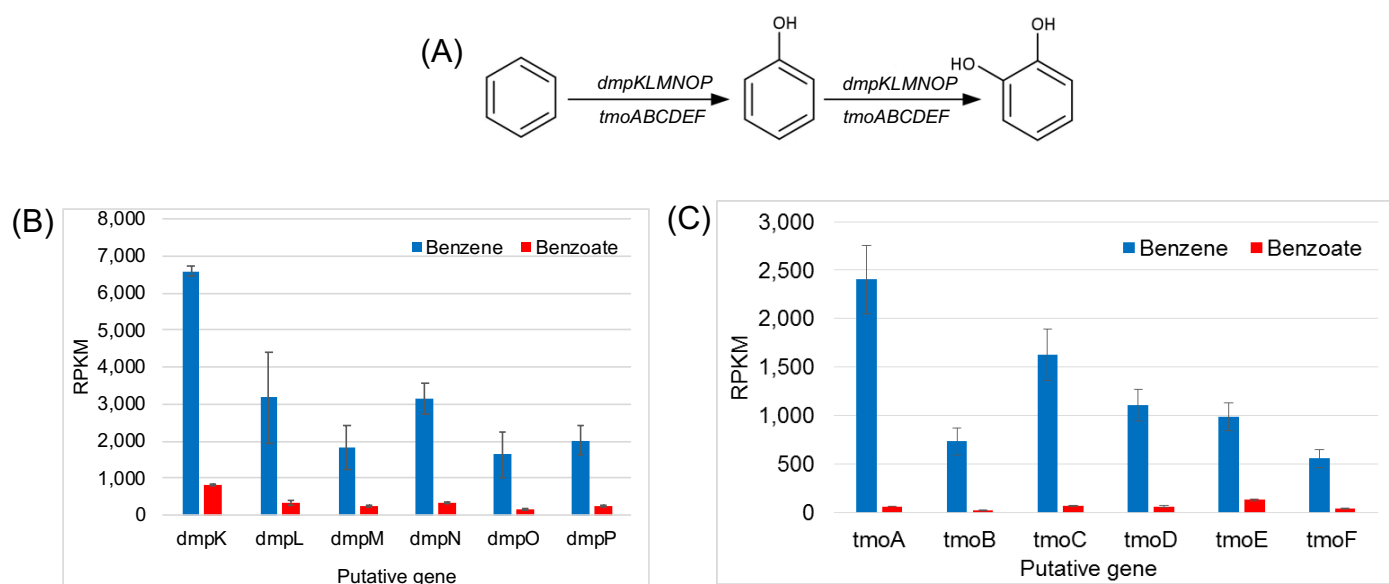 (A)
OH
OH
HO
dmpKLMNOP
dmpKLMNOP
tmoABCDEF
tmoABCDEF
(B)
8,000
7,000
6,000
5,000
4,000
3,000
2,000
1,000
0
RPKM
Benzene
Benzoate
dmpK dmpL dmpM dmpN dmpO dmpP
Putative gene
(C)
3,000
2,500
2,000
1,500
1,000
500
0
RPKM
Benzene
Benzoate
tmoA tmoB tmoC tmoD tmoE tmoF
Putative gene